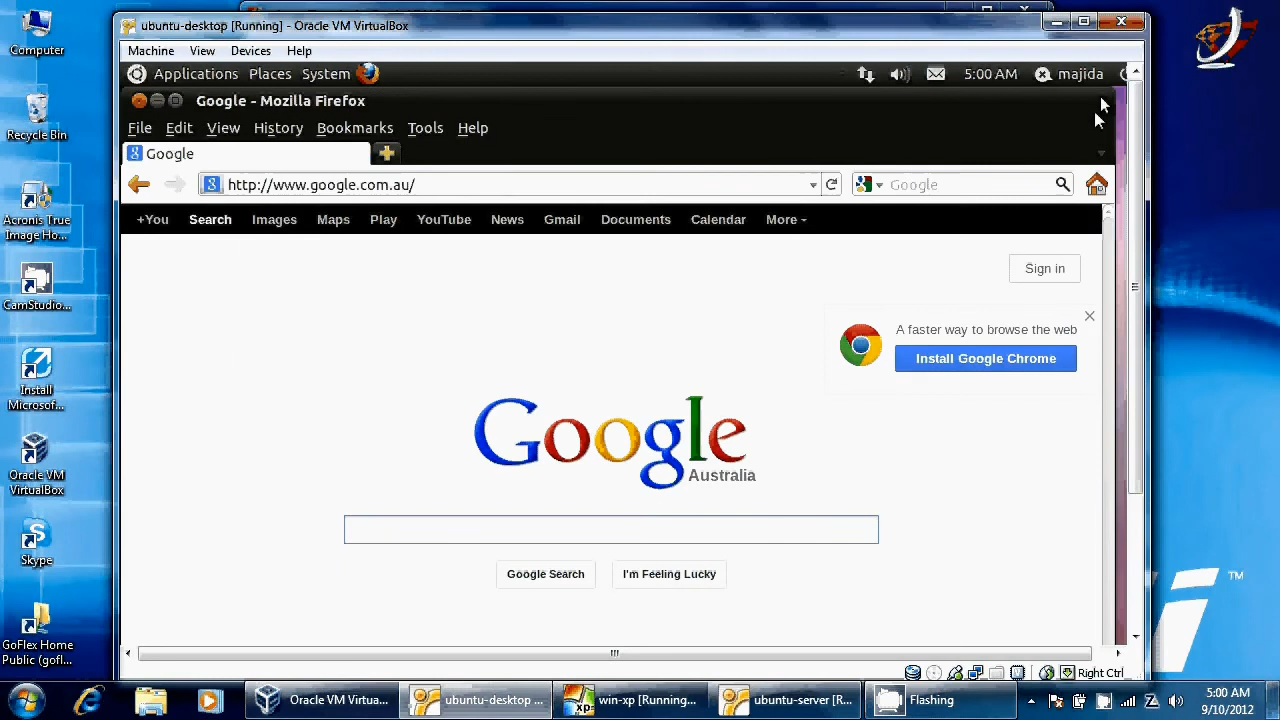 ubuntu-desktop [Running] - Oracle VM VirtualBox
Machine View Devices Help
Applications Places System 5:00 AM majida
Google - Mozilla Firefox
File Edit View History Bookmarks Tools Help
Google
http://www.google.com.au/ Google
+You Search Images Maps Play YouTube News Gmail Documents Calendar More
Sign in
A faster way to browse the web
Install Google Chrome
Google
Australia
Google Search I'm Feeling Lucky
Right Ctrl
Computer
Recycle Bin
Acronis True
Image Ho...
CamStudio...
Install
Microsof...
Oracle VM
VirtualBox
Skype
GoFlex Home
Public (gofl...
TM
Oracle VM Virtua... ubuntu-desktop ... win-xp [Running... ubuntu-server [R... Flashing
5:00 AM
9/10/2012